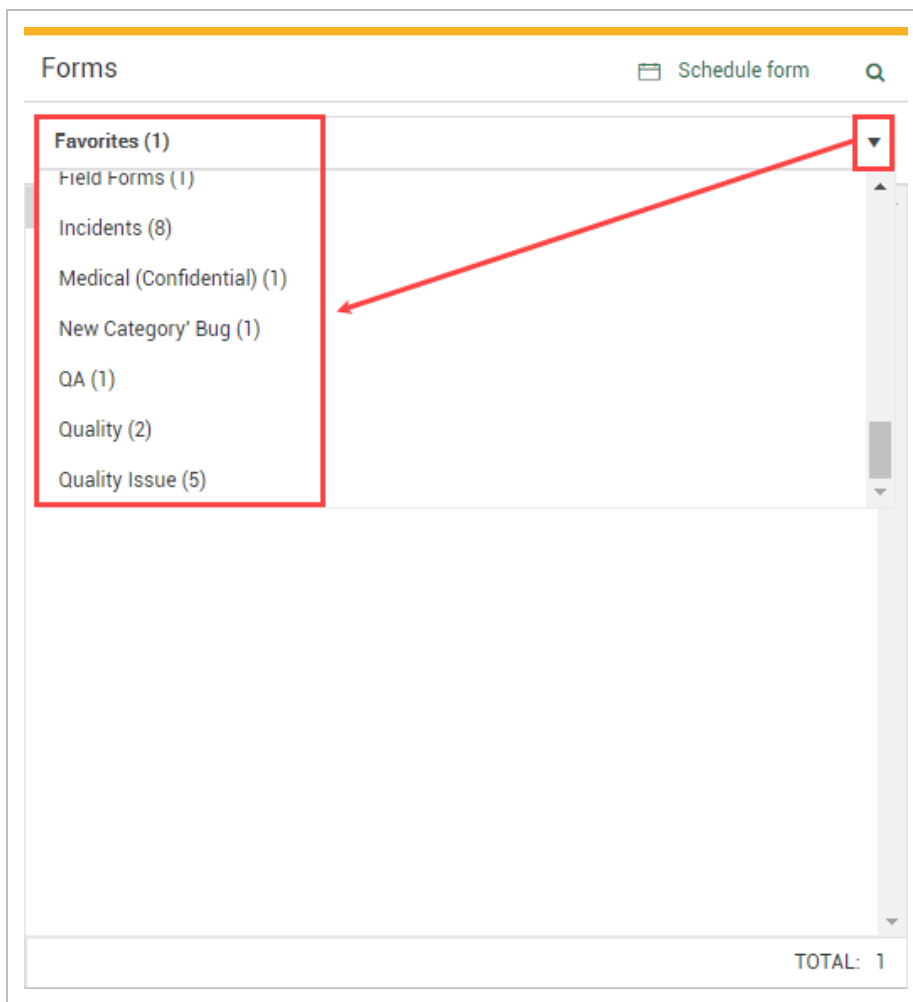 Forms
Schedule form
Favorites (1)
Field Forms (1)
Incidents (8)
Medical (Confidential) (1)
New Category' Bug (1)
QA (1)
Quality (2)
Quality Issue (5)
TOTAL: 1